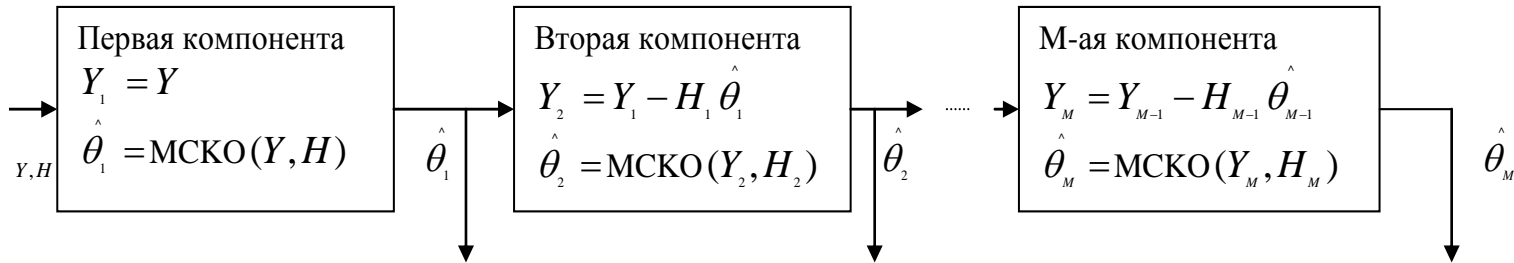 Первая компонента
Y₁ = Y
θ̂₁ = МСКО(Y, H)
Y, H
θ̂₁
Вторая компонента
Y₂ = Y₁ − H₁ θ̂₁
θ̂₂ = МСКО(Y₂, H₂)
θ̂₂
......
М-ая компонента
Y_M = Y_{M−1} − H_{M−1} θ̂_{M−1}
θ̂_M = МСКО(Y_M, H_M)
θ̂_M